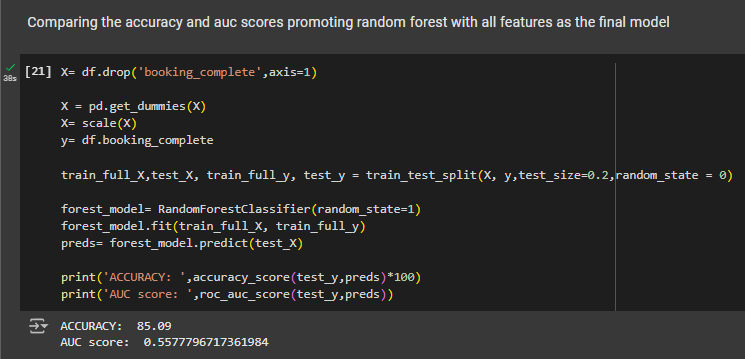 Comparing the accuracy and auc scores promoting random forest with all features as the final model
38s
[21] X= df.drop('booking_complete',axis=1)
X = pd.get_dummies(X)
X= scale(X)
y= df.booking_complete
train_full_X,test_X, train_full_y, test_y = train_test_split(X, y,test_size=0.2,random_state = 0)
forest_model= RandomForestClassifier(random_state=1)
forest_model.fit(train_full_X, train_full_y)
preds= forest_model.predict(test_X)
print('ACCURACY: ',accuracy_score(test_y,preds)*100)
print('AUC score: ',roc_auc_score(test_y,preds))
ACCURACY:  85.09
AUC score:  0.5577796717361984